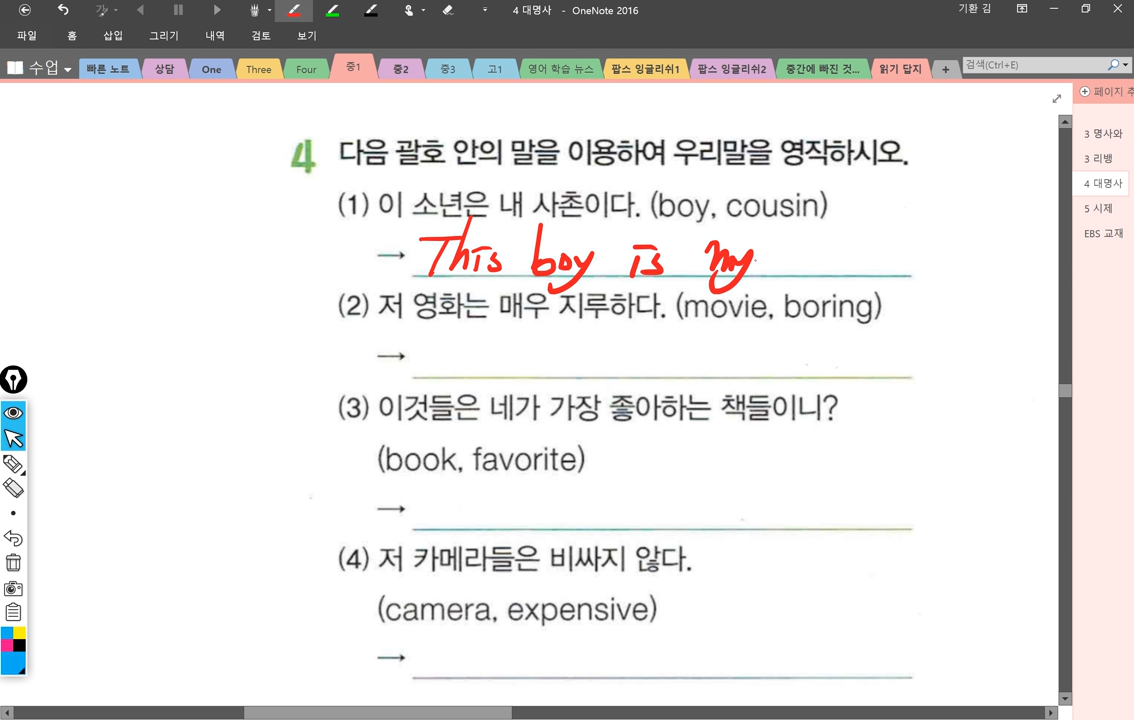 4 대명사 - OneNote 2016
기환 김
파일 홈 삽입 그리기 내역 검토 보기
수업 빠른 노트 상담 One Three Four 중1 중2 중3 고1 영어 학습 뉴스 팝스 잉글리쉬1 팝스 잉글리쉬2 중간에 빠진 것... 읽기 답지 + 검색(Ctrl+E)
페이지 추
3 명사와
3 리뱅
4 대명사
5 시제
EBS 교재
4 다음 괄호 안의 말을 이용하여 우리말을 영작하시오.
(1) 이 소년은 내 사촌이다. (boy, cousin)
→ This boy is my
(2) 저 영화는 매우 지루하다. (movie, boring)
→
(3) 이것들은 네가 가장 좋아하는 책들이니?
(book, favorite)
→
(4) 저 카메라들은 비싸지 않다.
(camera, expensive)
→